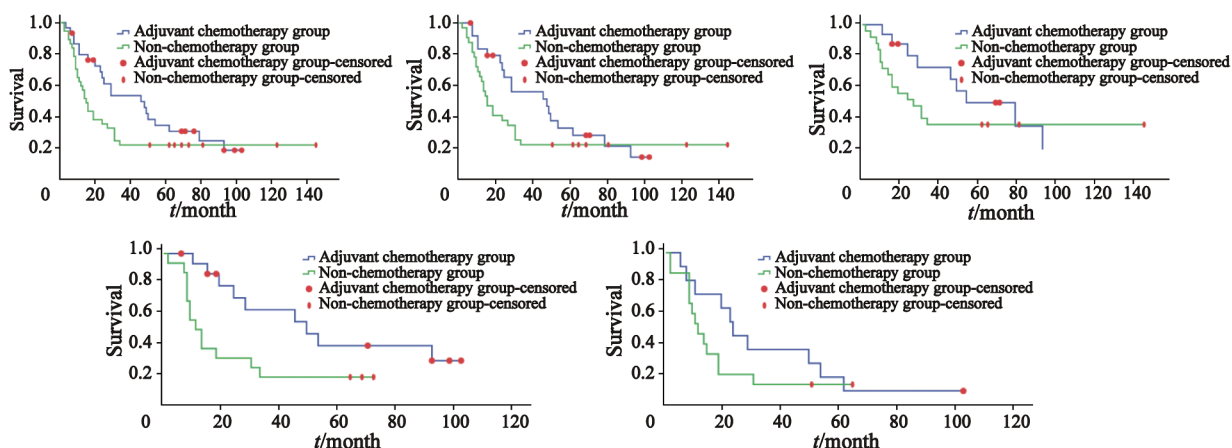 1.0
0.8
0.6
0.4
0.2
0
20 40 60 80 100 120 140
Survival
t/month
Adjuvant chemotherapy group
Non-chemotherapy group
Adjuvant chemotherapy group-censored
Non-chemotherapy group-censored
1.0
0.8
0.6
0.4
0.2
0
20 40 60 80 100 120 140
Survival
t/month
Adjuvant chemotherapy group
Non-chemotherapy group
Adjuvant chemotherapy group-censored
Non-chemotherapy group-censored
1.0
0.8
0.6
0.4
0.2
0
20 40 60 80 100 120 140
Survival
t/month
Adjuvant chemotherapy group
Non-chemotherapy group
Adjuvant chemotherapy group-censored
Non-chemotherapy group-censored
1.0
0.8
0.6
0.4
0.2
0
20 40 60 80 100 120
Survival
t/month
Adjuvant chemotherapy group
Non-chemotherapy group
Adjuvant chemotherapy group-censored
Non-chemotherapy group-censored
1.0
0.8
0.6
0.4
0.2
0
20 40 60 80 100 120
Survival
t/month
Adjuvant chemotherapy group
Non-chemotherapy group
Adjuvant chemotherapy group-censored
Non-chemotherapy group-censored